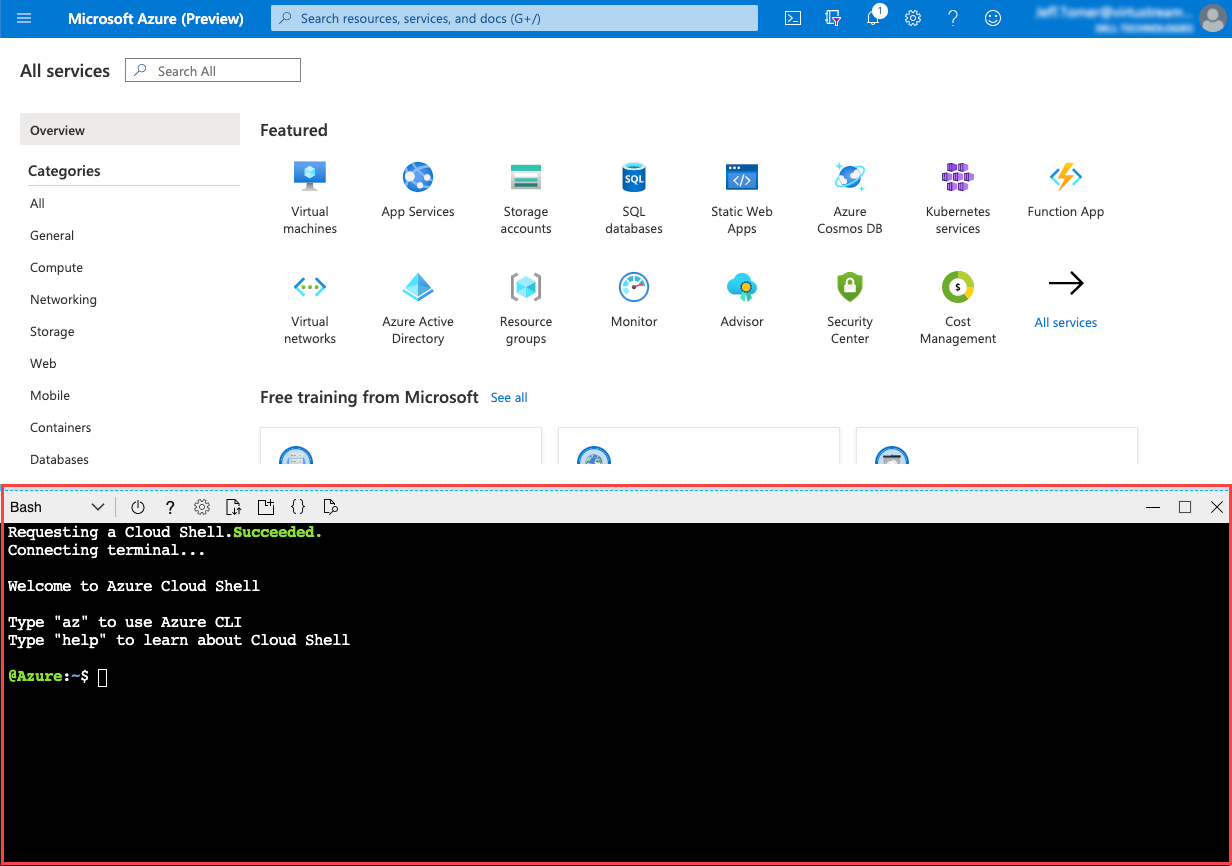 Microsoft Azure (Preview)
Search resources, services, and docs (G+/)
1
All services
Search All
Overview
Categories
All
General
Compute
Networking
Storage
Web
Mobile
Containers
Databases
Featured
Virtual
machines
App Services
Storage
accounts
SQL
SQL
databases
Static Web
Apps
Azure
Cosmos DB
Kubernetes
services
Function App
Virtual
networks
Azure Active
Directory
Resource
groups
Monitor
Advisor
Security
Center
$
Cost
Management
All services
Free training from Microsoft
See all
Bash
Requesting a Cloud Shell.Succeeded.
Connecting terminal...
Welcome to Azure Cloud Shell
Type "az" to use Azure CLI
Type "help" to learn about Cloud Shell
@Azure:~$